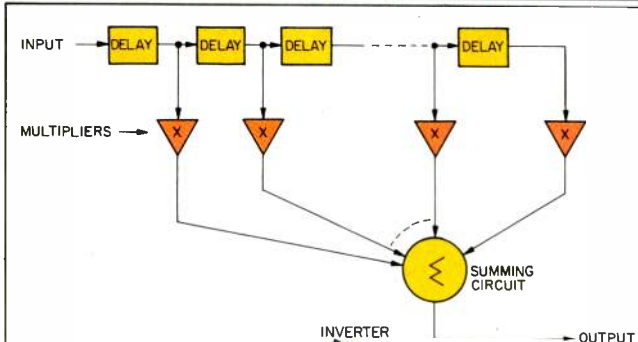 INPUT
DELAY
DELAY
DELAY
DELAY
MULTIPLIERS
X
X
X
X
Σ
SUMMING
CIRCUIT
INVERTER
OUTPUT